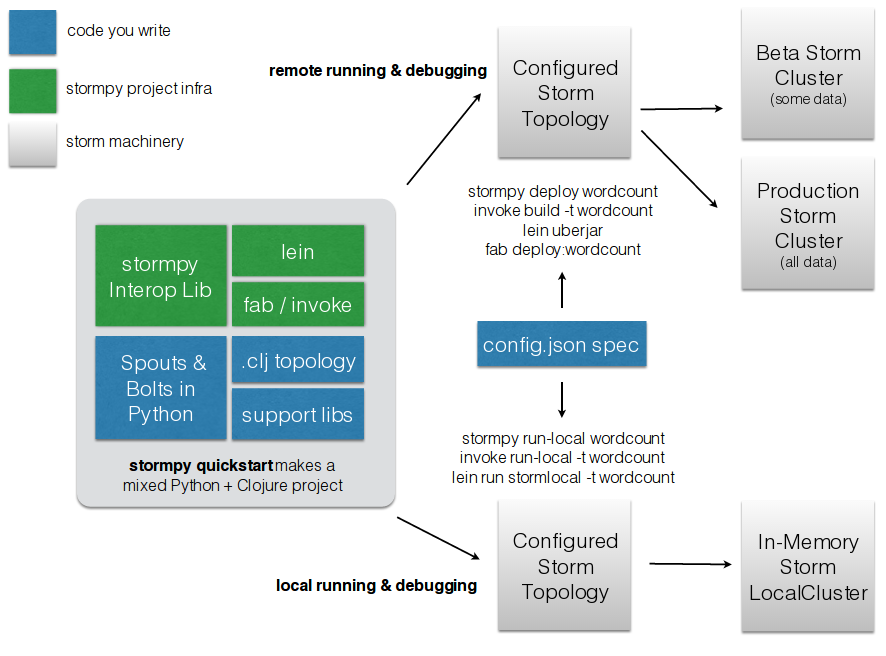 code you write
stormpy project infra
storm machinery
remote running & debugging
Configured
Storm
Topology
Beta Storm
Cluster
(some data)
Production
Storm
Cluster
(all data)
stormpy deploy wordcount
invoke build -t wordcount
lein uberjar
fab deploy:wordcount
stormpy
Interop Lib
lein
fab / invoke
Spouts &
Bolts in
Python
.clj topology
support libs
stormpy quickstart makes a
mixed Python + Clojure project
config.json spec
stormpy run-local wordcount
invoke run-local -t wordcount
lein run stormlocal -t wordcount
local running & debugging
Configured
Storm
Topology
In-Memory
Storm
LocalCluster